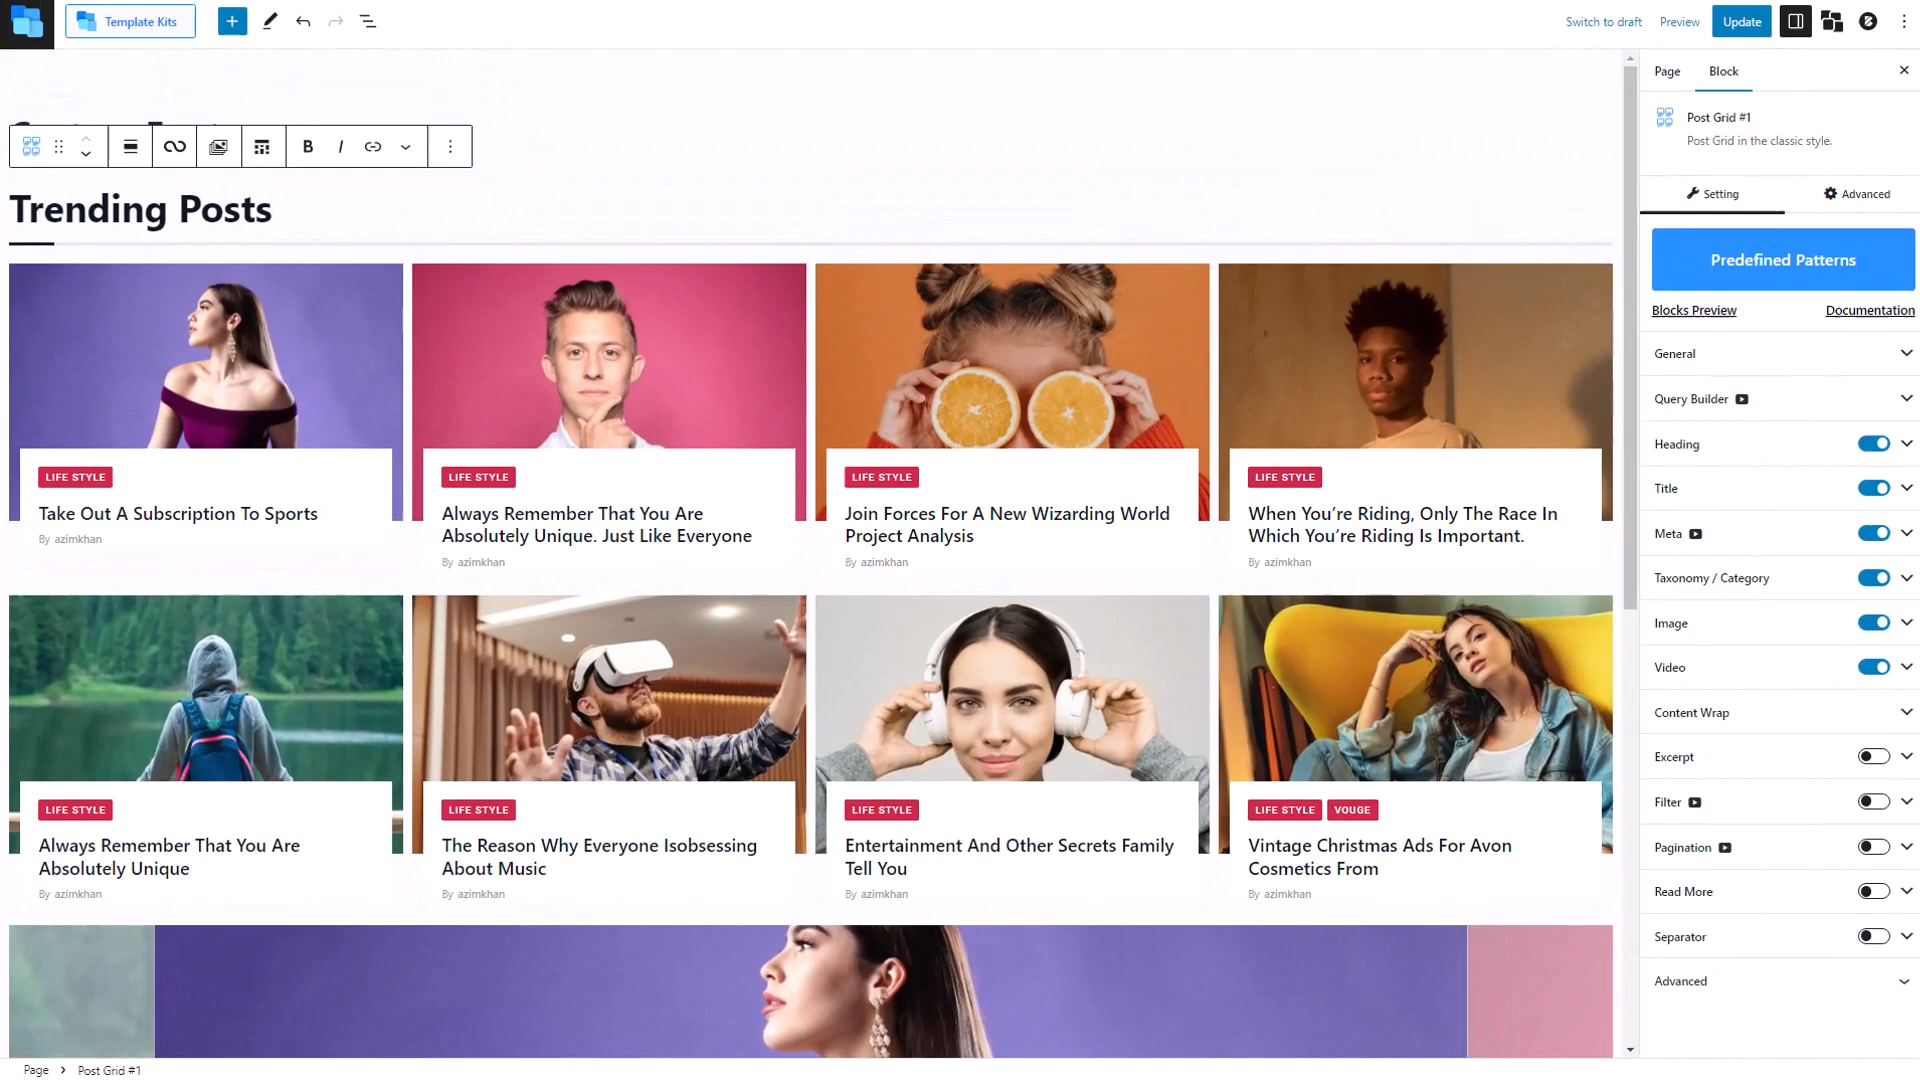 Template Kits
Switch to draft
Preview
Update
B
I
Trending Posts
LIFE STYLE
Take Out A Subscription To Sports
By azimkhan
LIFE STYLE
Always Remember That You Are
Absolutely Unique. Just Like Everyone
By azimkhan
LIFE STYLE
Join Forces For A New Wizarding World
Project Analysis
By azimkhan
LIFE STYLE
When You’re Riding, Only The Race In
Which You’re Riding Is Important.
By azimkhan
LIFE STYLE
Always Remember That You Are
Absolutely Unique
By azimkhan
LIFE STYLE
The Reason Why Everyone Isobsessing
About Music
By azimkhan
LIFE STYLE
Entertainment And Other Secrets Family
Tell You
By azimkhan
LIFE STYLE VOUGE
Vintage Christmas Ads For Avon
Cosmetics From
By azimkhan
Page Block
Post Grid #1
Post Grid in the classic style.
Setting Advanced
Predefined Patterns
Blocks Preview Documentation
General
Query Builder
Heading
Title
Meta
Taxonomy / Category
Image
Video
Content Wrap
Excerpt
Filter
Pagination
Read More
Separator
Advanced
Page > Post Grid #1